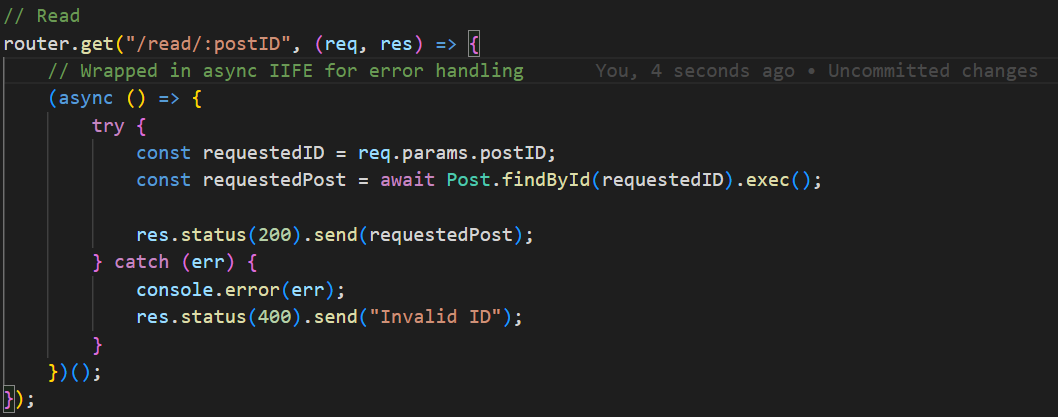 // Read
router.get("/read/:postID", (req, res) => {
    // Wrapped in async IIFE for error handling       You, 4 seconds ago • Uncommitted changes
    (async () => {
        try {
            const requestedID = req.params.postID;
            const requestedPost = await Post.findById(requestedID).exec();

            res.status(200).send(requestedPost);
        } catch (err) {
            console.error(err);
            res.status(400).send("Invalid ID");
        }
    })();
});